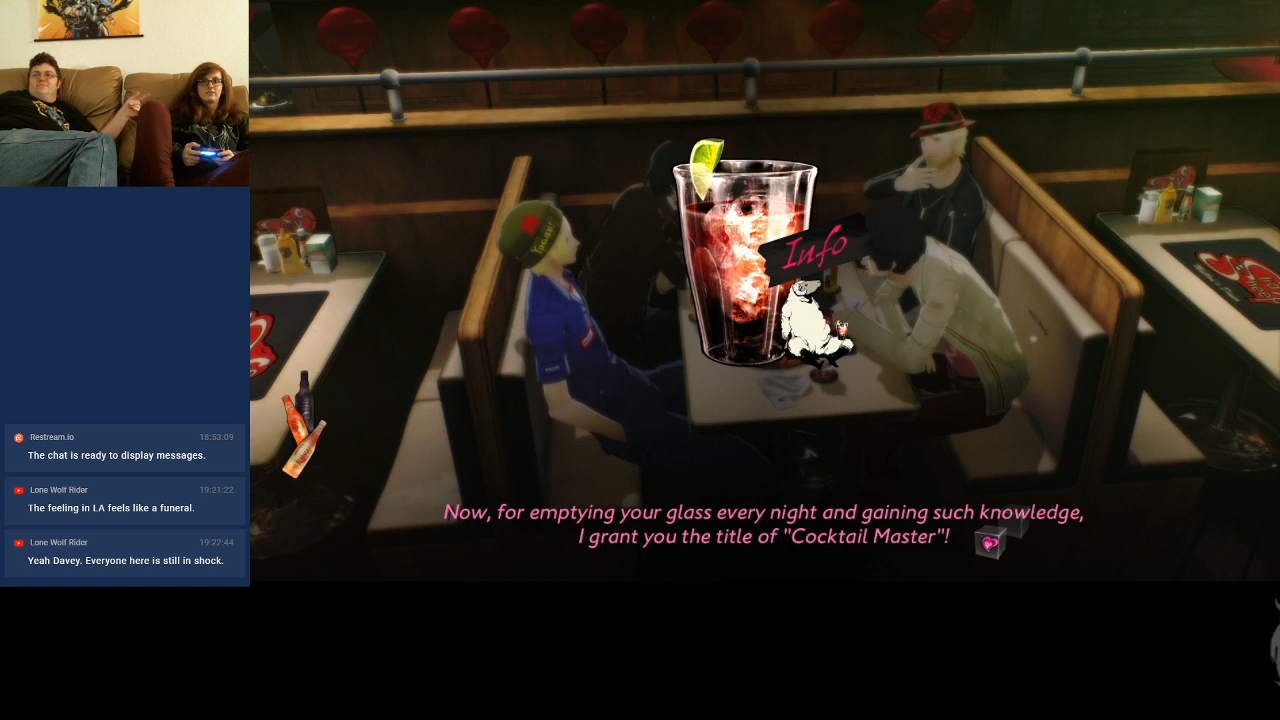 Restream.io 18:53:09
The chat is ready to display messages.
Lone Wolf Rider 19:21:22
The feeling in LA feels like a funeral.
Lone Wolf Rider 19:22:44
Yeah Davey. Everyone here is still in shock.
Info
Now, for emptying your glass every night and gaining such knowledge,
I grant you the title of "Cocktail Master"!